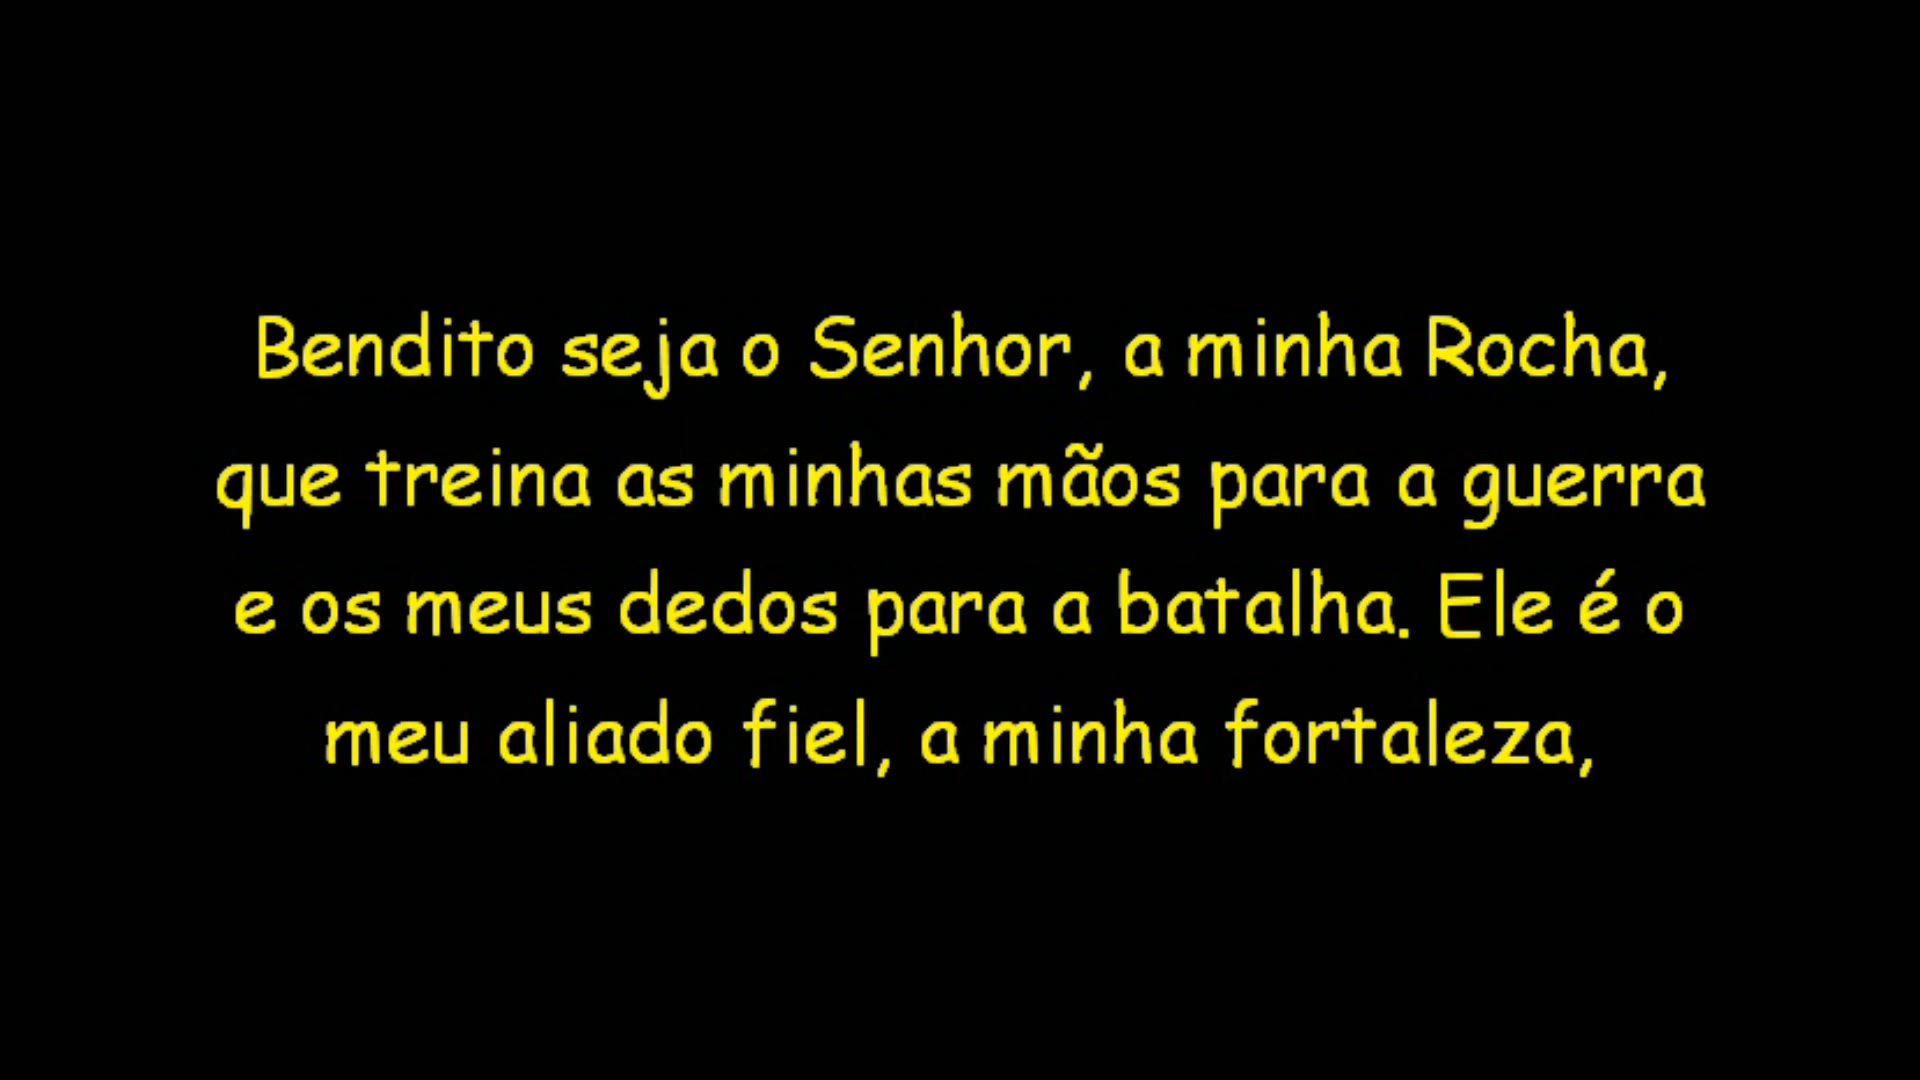 Bendito seja o Senhor, a minha Rocha,
que treina as minhas mãos para a guerra
e os meus dedos para a batalha. Ele é o
meu aliado fiel, a minha fortaleza,